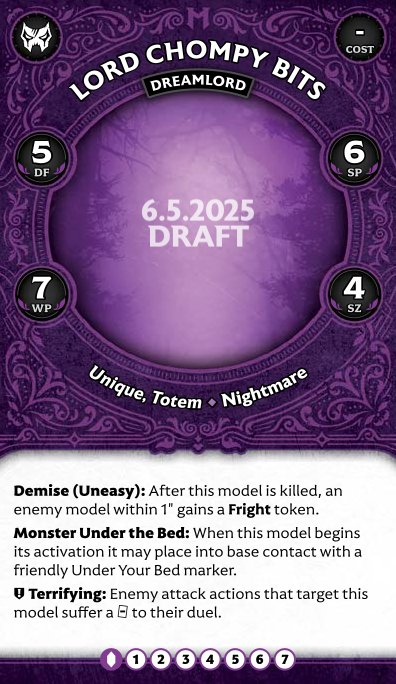 -
COST
LORD CHOMPY BITS
DREAMLORD
5
DF
6
SP
6.5.2025
DRAFT
7
WP
4
SZ
Unique, Totem ◆ Nightmare
Demise (Uneasy): After this model is killed, an
enemy model within 1" gains a Fright token.
Monster Under the Bed: When this model begins
its activation it may place into base contact with a
friendly Under Your Bed marker.
Terrifying: Enemy attack actions that target this
model suffer a to their duel.
1 2 3 4 5 6 7